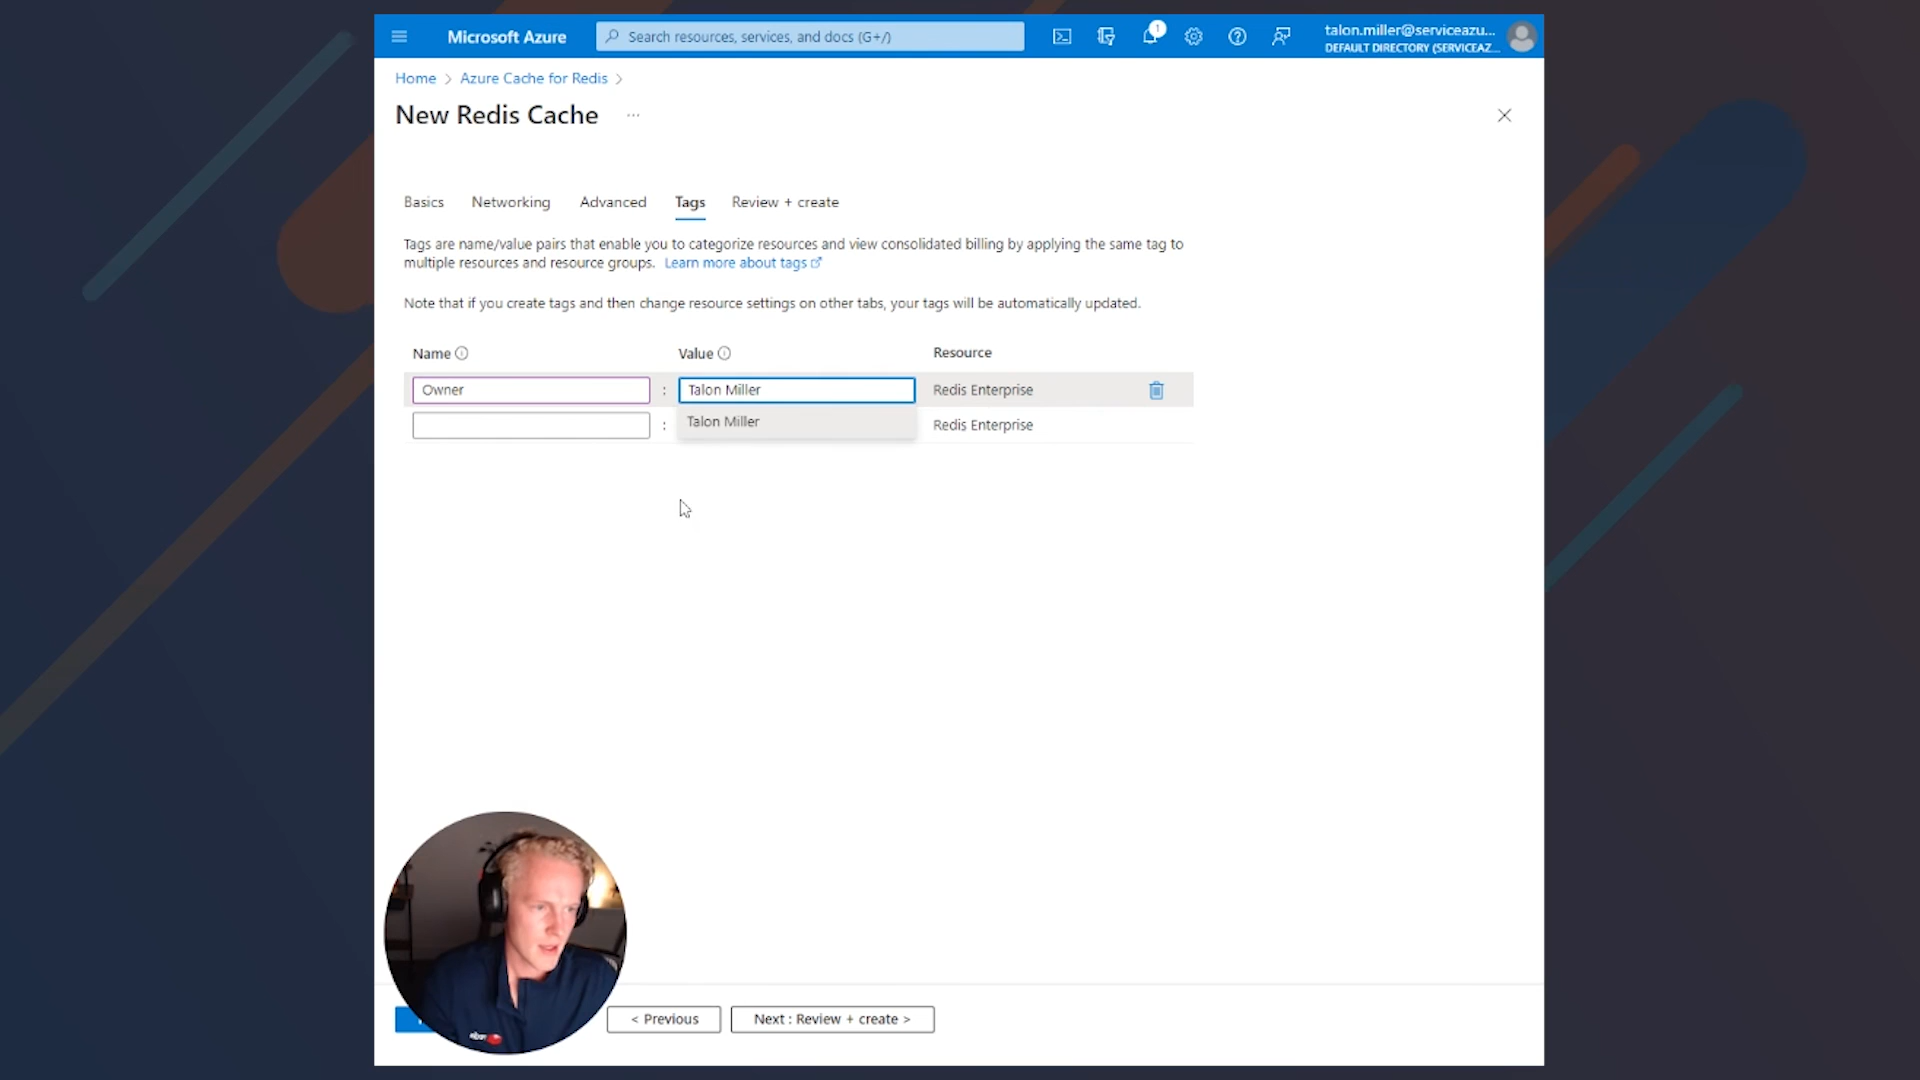 Microsoft Azure
Search resources, services, and docs (G+/)
1
talon.miller@serviceazu...
DEFAULT DIRECTORY (SERVICEAZ...
Home > Azure Cache for Redis >
New Redis Cache ...
Basics Networking Advanced Tags Review + create
Tags are name/value pairs that enable you to categorize resources and view consolidated billing by applying the same tag to
multiple resources and resource groups. Learn more about tags
Note that if you create tags and then change resource settings on other tabs, your tags will be automatically updated.
Name Value Resource
Owner : Talon Miller Redis Enterprise
: Talon Miller Redis Enterprise
< Previous Next : Review + create >